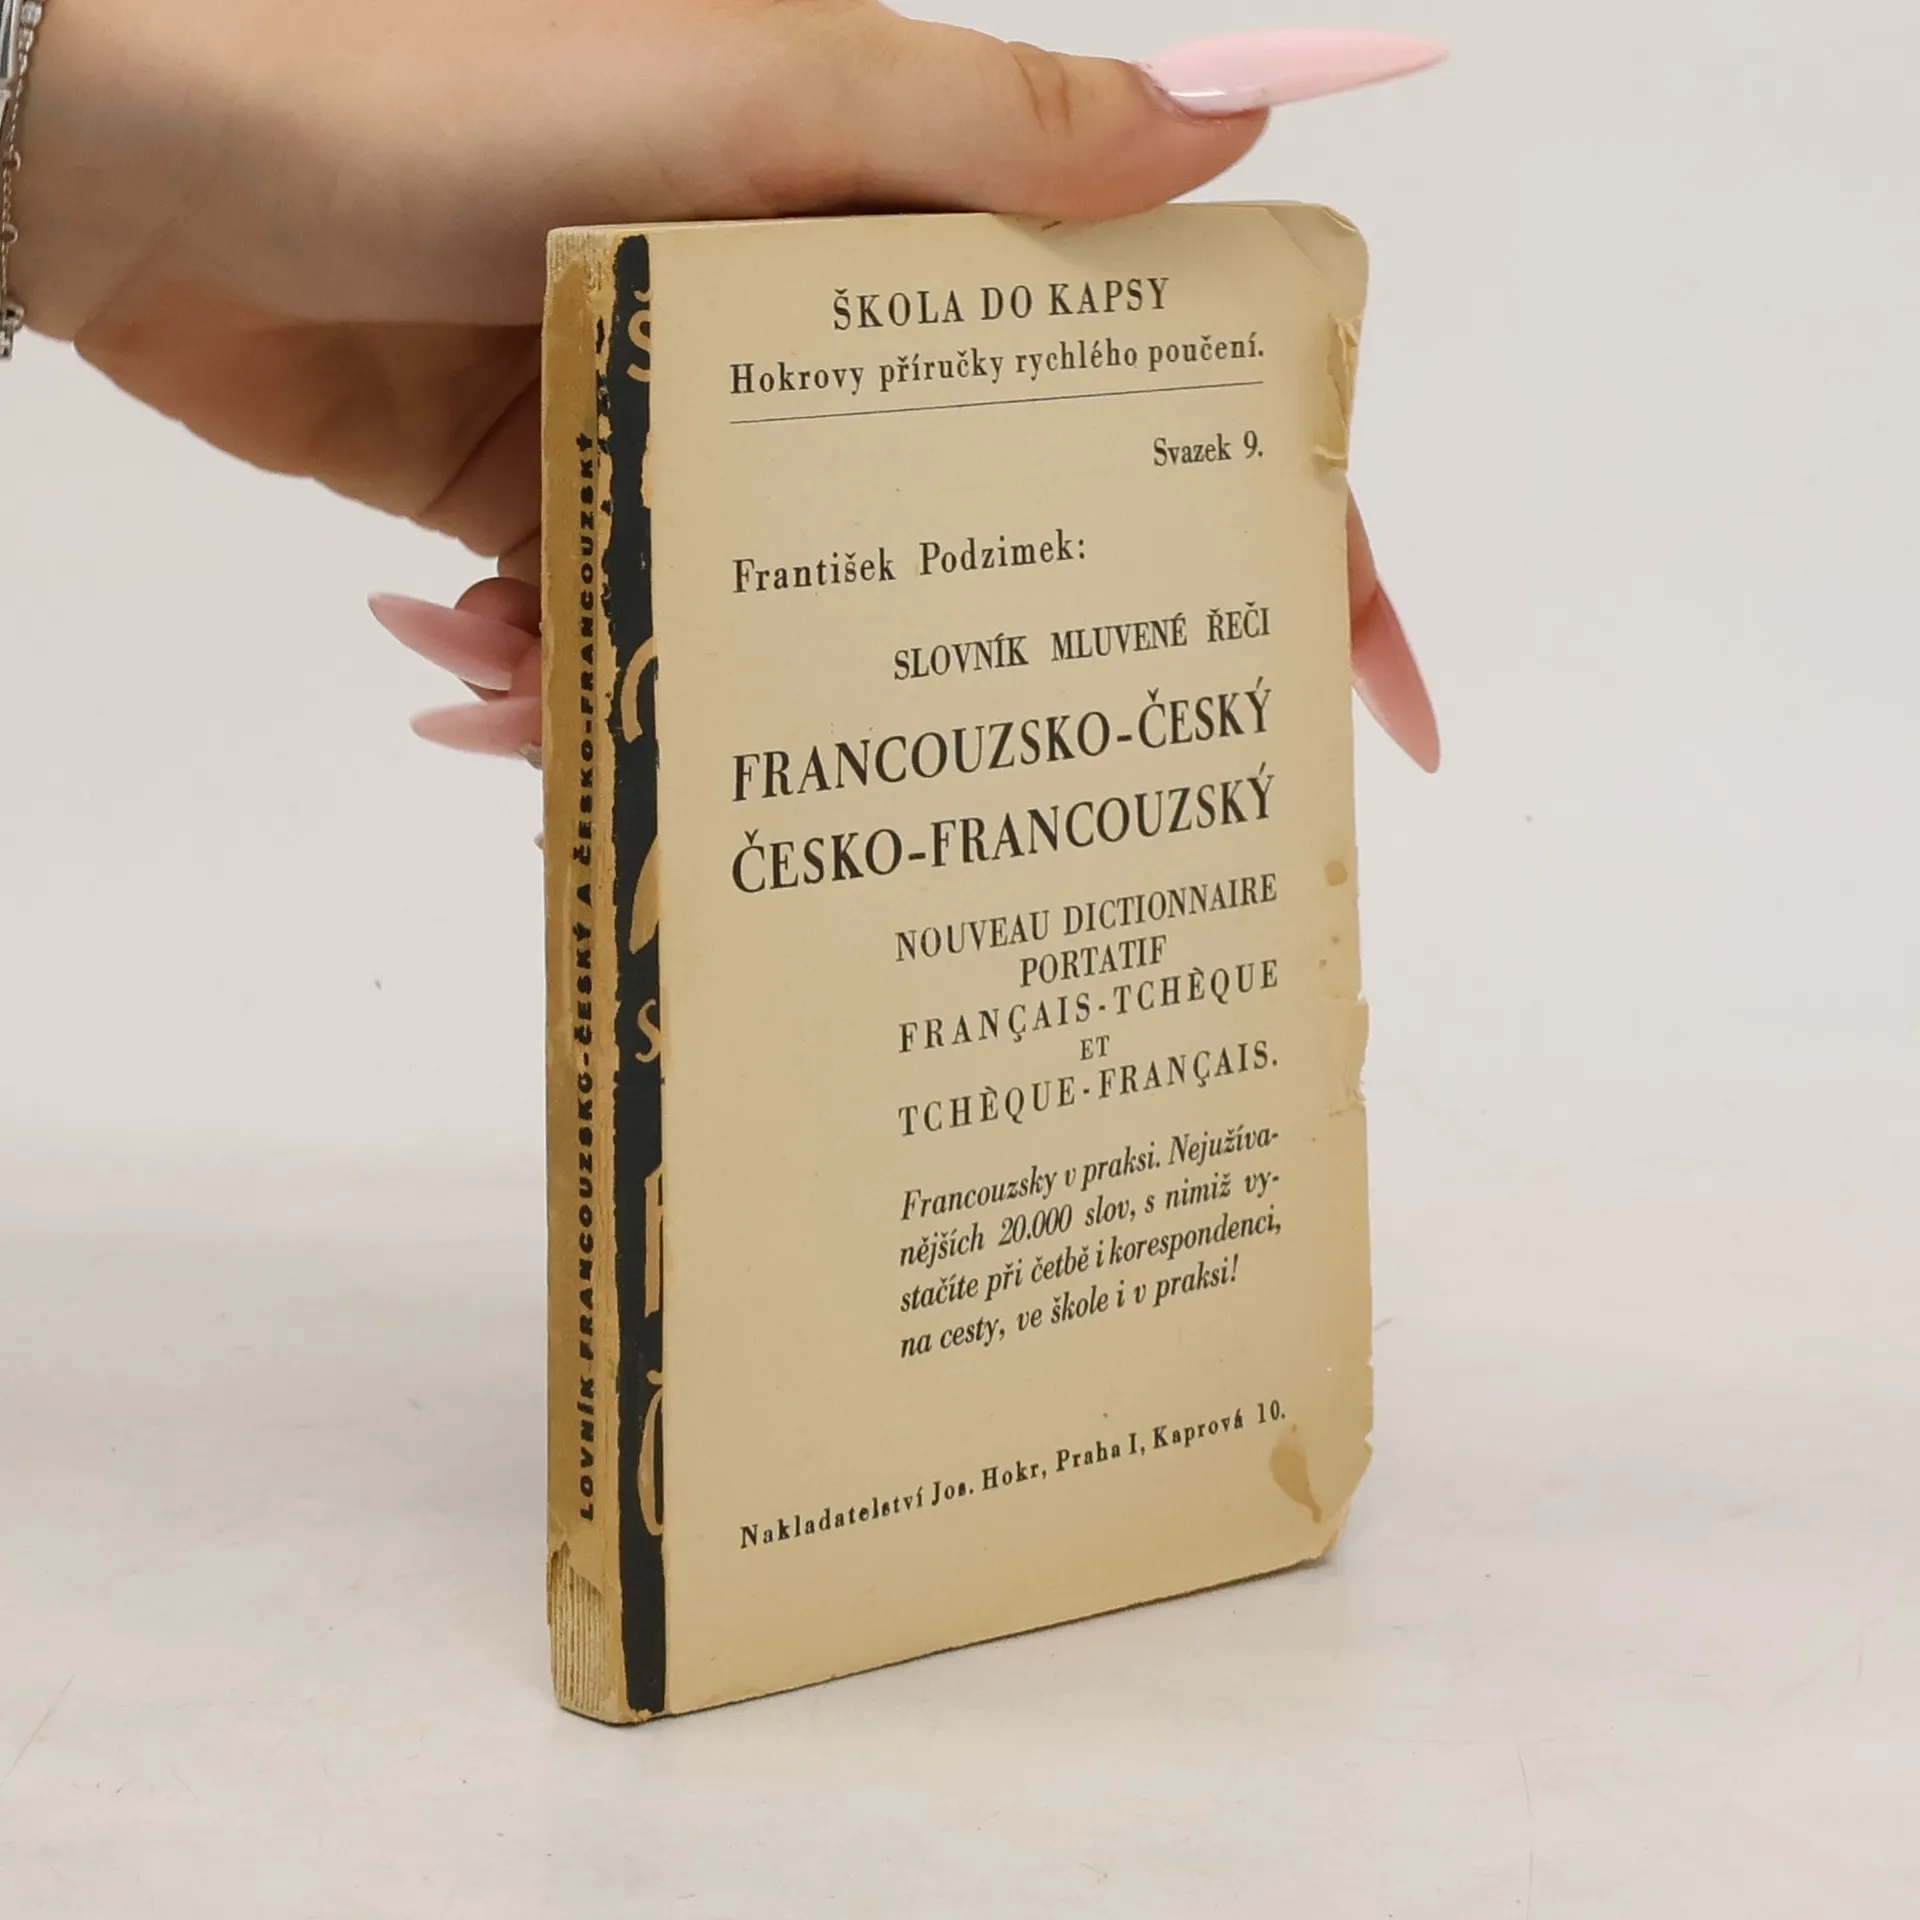 ŠKOLA DO KAPSY
Hokrovy příručky rychlého poučení.
Svazek 9.
František Podzimek:
SLOVNÍK MLUVENÉ ŘEČI
FRANCOUZSKO-ČESKÝ
ČESKO-FRANCOUZSKÝ
NOUVEAU DICTIONNAIRE
PORTATIF
FRANÇAIS-TCHÈQUE
ET
TCHÈQUE-FRANÇAIS.
Francouzsky v praksi. Nejužíva-
nějších 20.000 slov, s nimiž vy-
stačíte při četbě i korespondenci,
na cesty, ve škole i v praksi!
Nakladatelství Jos. Hokr, Praha I, Kaprová 10.
LOVNÍK FRANCOUZSKO-ČESKÝ A ČESKO-FRANCOUZSKÝ